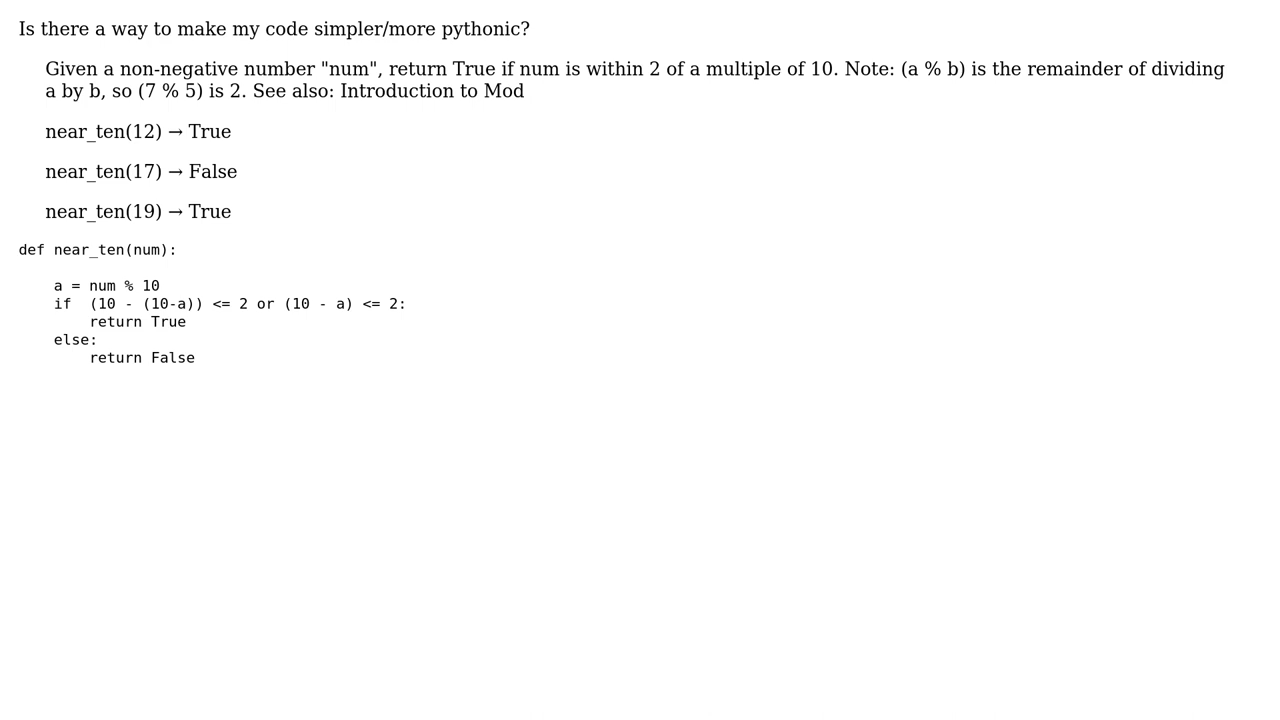 Is there a way to make my code simpler/more pythonic?
Given a non-negative number "num", return True if num is within 2 of a multiple of 10. Note: (a % b) is the remainder of dividing
a by b, so (7 % 5) is 2. See also: Introduction to Mod
near_ten(12) → True
near_ten(17) → False
near_ten(19) → True
def near_ten(num):
    a = num % 10
    if  (10 - (10-a)) <= 2 or (10 - a) <= 2:
        return True
    else:
        return False